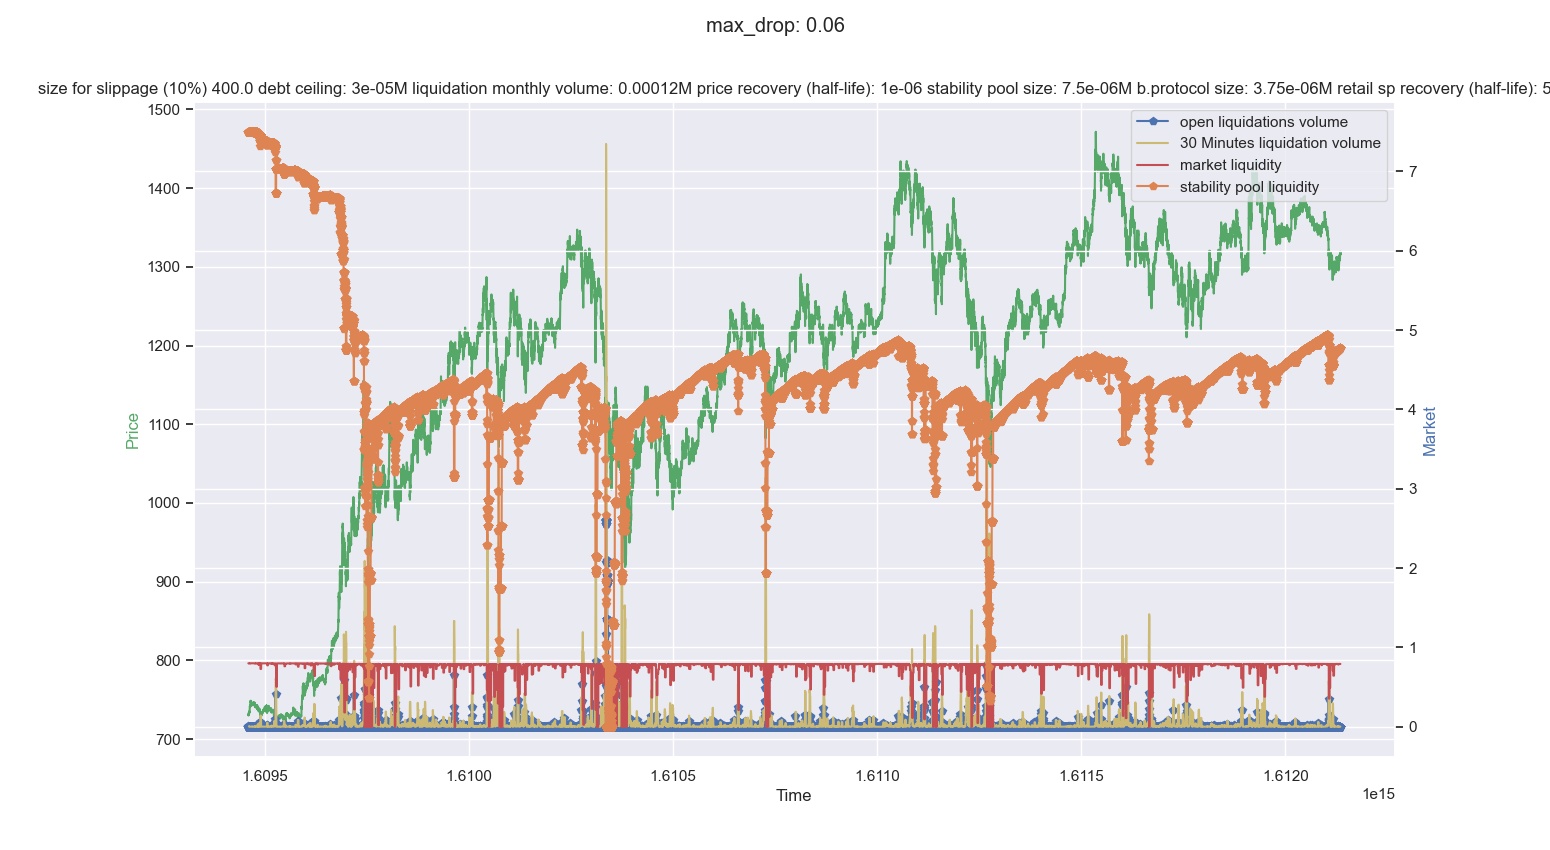 max_drop: 0.06
size for slippage (10%) 400.0 debt ceiling: 3e-05M liquidation monthly volume: 0.00012M price recovery (half-life): 1e-06 stability pool size: 7.5e-06M b.protocol size: 3.75e-06M retail sp recovery (half-life): 5
open liquidations volume
30 Minutes liquidation volume
market liquidity
stability pool liquidity
1500
1400
1300
1200
1100
1000
900
800
700
Price
7
6
5
4
3
2
1
0
Market
1.6095 1.6100 1.6105 1.6110 1.6115 1.6120
1e15
Time